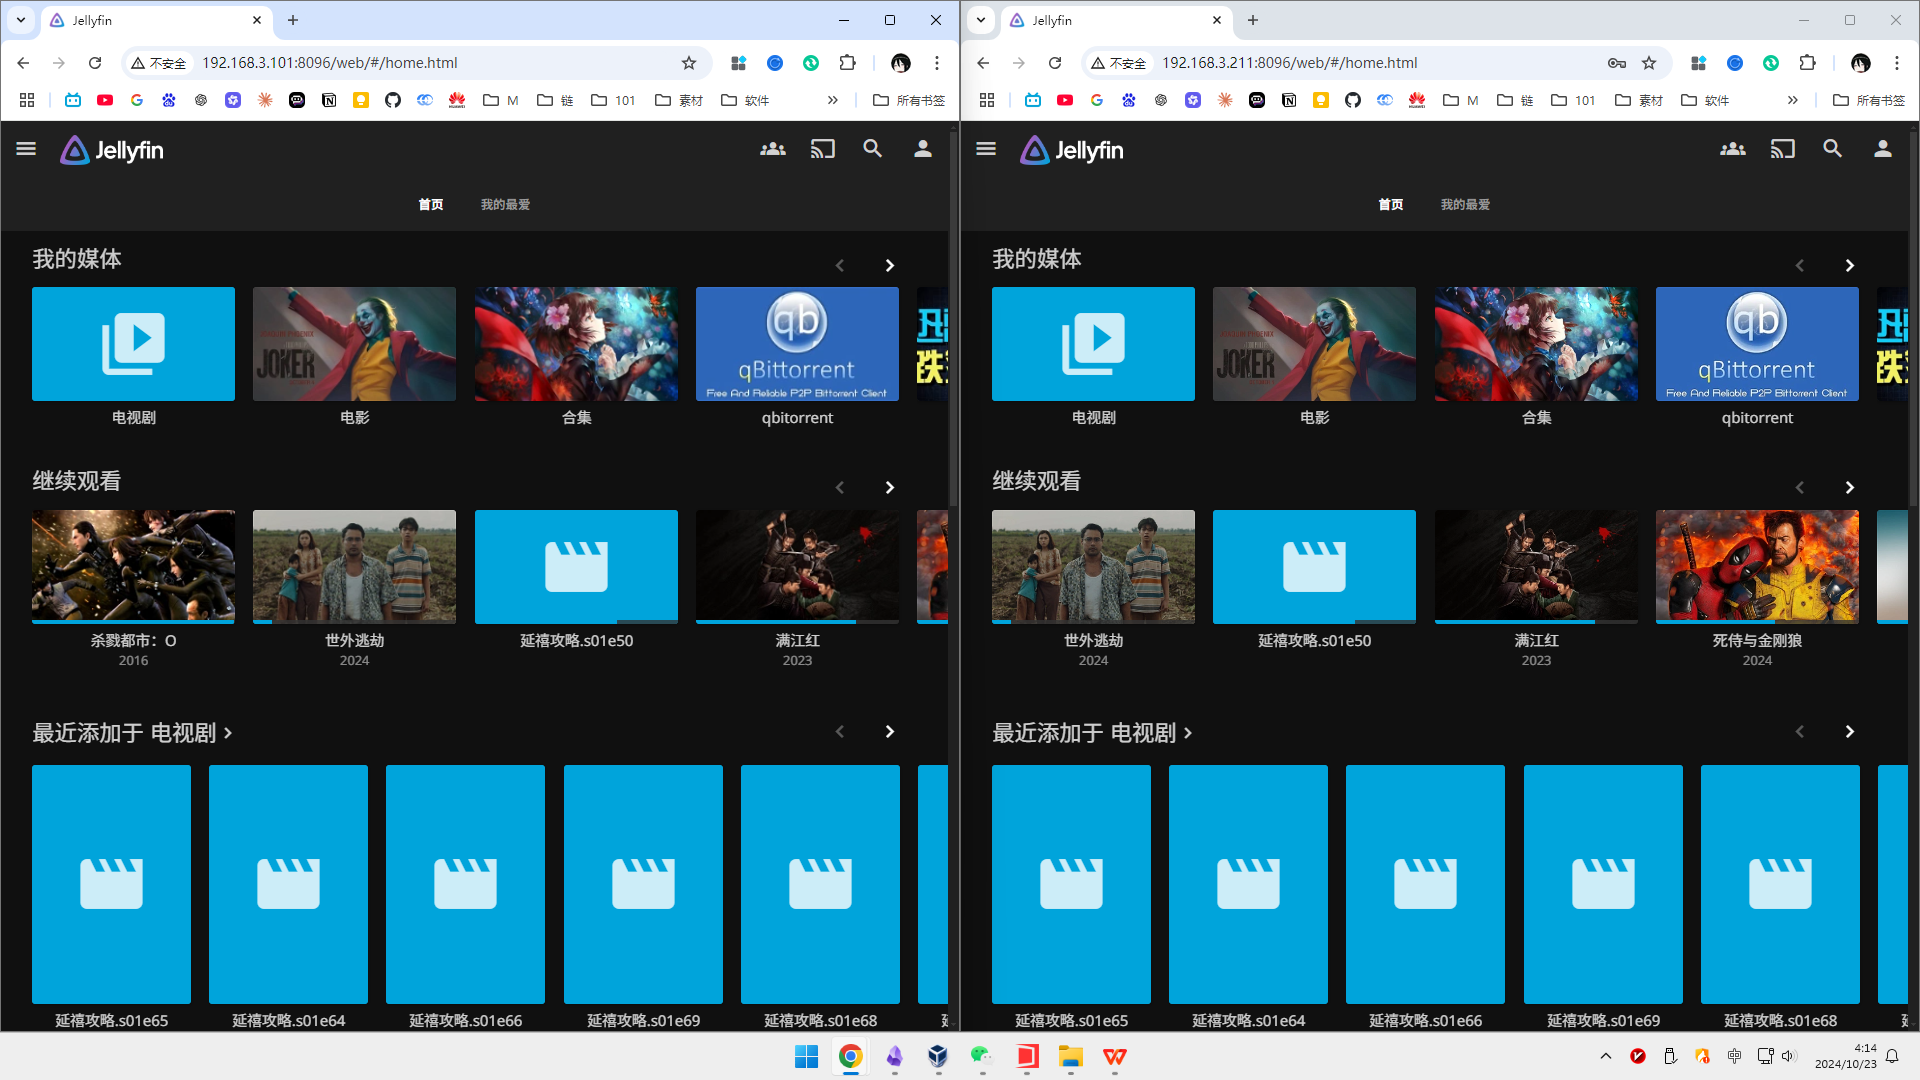 Jellyfin
不安全
192.168.3.101:8096/web/#/home.html
M
链
101
素材
软件
所有书签
Jellyfin
首页
我的最爱
我的媒体
JOKER
qb
qBittorrent
Free And Reliable P2P Bittorrent Client
电视剧
电影
合集
qbitorrent
继续观看
杀戮都市：O
2016
世外逃劫
2024
延禧攻略.s01e50
满江红
2023
最近添加于 电视剧
延禧攻略.s01e65
延禧攻略.s01e64
延禧攻略.s01e66
延禧攻略.s01e69
延禧攻略.s01e68
Jellyfin
不安全
192.168.3.211:8096/web/#/home.html
M
链
101
素材
软件
所有书签
Jellyfin
首页
我的最爱
我的媒体
JOKER
qb
qBittorrent
Free And Reliable P2P Bittorrent Client
电视剧
电影
合集
qbitorrent
继续观看
世外逃劫
2024
延禧攻略.s01e50
满江红
2023
死侍与金刚狼
2024
最近添加于 电视剧
延禧攻略.s01e65
延禧攻略.s01e64
延禧攻略.s01e66
延禧攻略.s01e69
延禧攻略.s01e68
中
4:14
2024/10/23